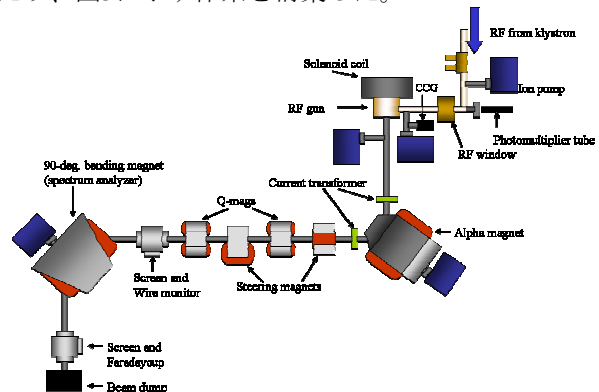 RF from klystron
Solenoid coil
CCG
Ion pump
RF gun
Photomultiplier tube
RF window
90-deg. bending magnet
(spectrum analyzer)
Current transformer
Q-mags
Alpha magnet
Screen and
Wire monitor
Steering magnets
Screen and
Faradaycup
Beam dump